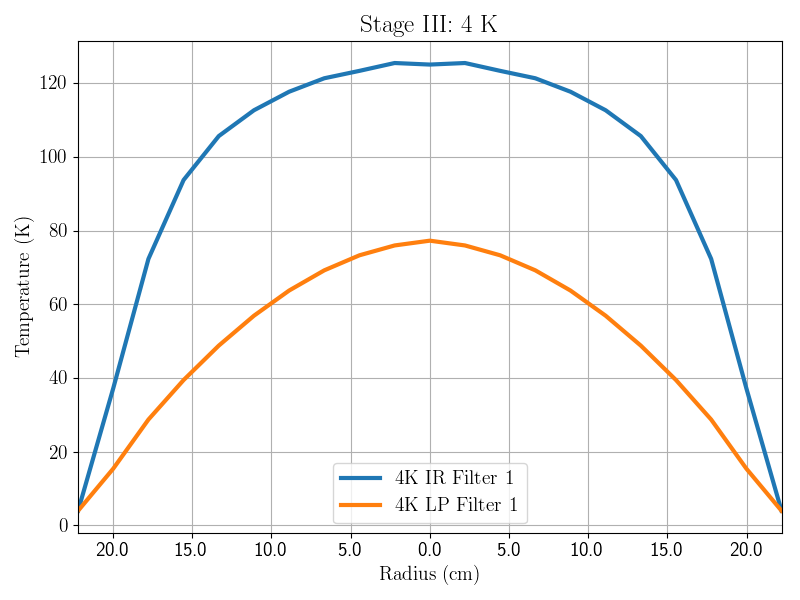 Stage III: 4 K
Temperature (K)
120
100
80
60
40
20
0
4K IR Filter 1
4K LP Filter 1
20.0 15.0 10.0 5.0 0.0 5.0 10.0 15.0 20.0
Radius (cm)